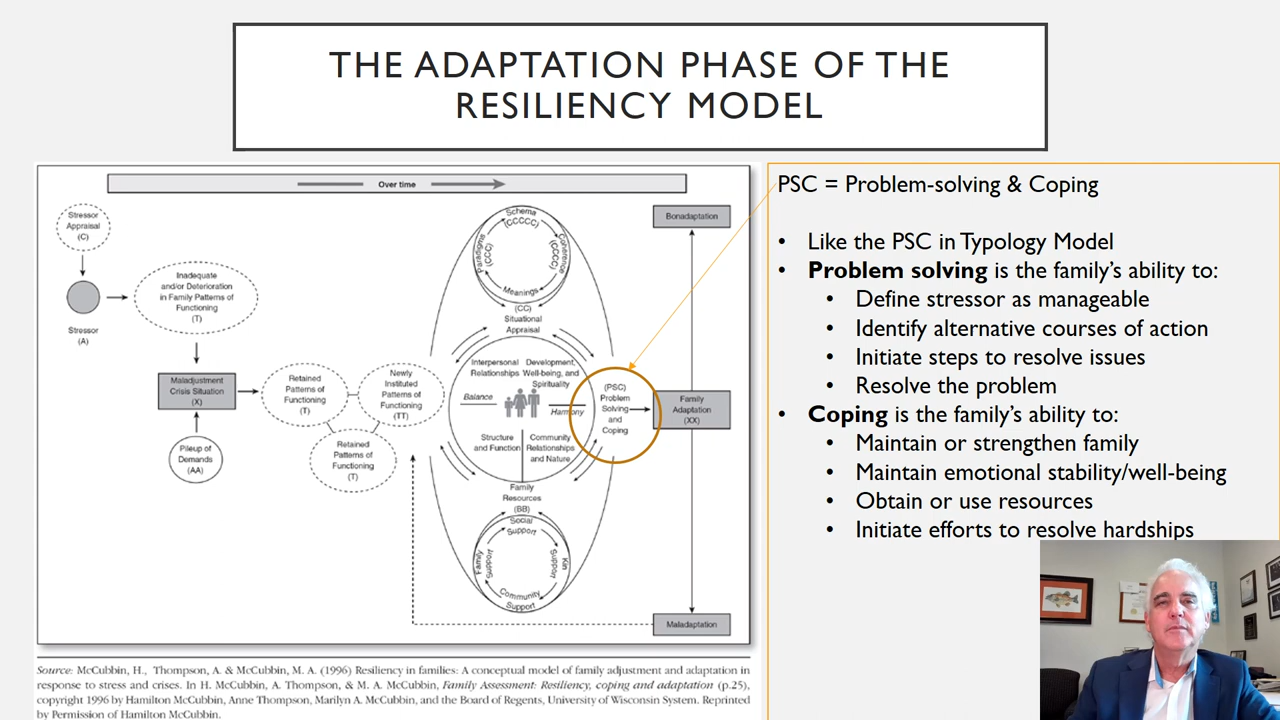 THE ADAPTATION PHASE OF THE
RESILIENCY MODEL
Over time
Stressor
Appraisal
(C)
Stressor
(A)
Inadequate
and/or Deterioration
in Family Patterns of
Functioning
(T)
Maladjustment
Crisis Situation
(X)
Pileup of
Demands
(AA)
Retained
Patterns of
Functioning
(T)
Newly
Instituted
Patterns of
Functioning
(TT)
Retained
Patterns of
Functioning
(T)
Schema
(CCCCC)
Paradigms
(CCC)
Coherence
(CCCC)
Meanings
(CC)
Situational
Appraisal
Interpersonal
Relationships
Development,
Well-being, and
Spirituality
Balance
Harmony
Structure
and Function
Community
Relationships
and Nature
Family
Resources
(BB)
Social
Support
Family
Support
Kin
Support
Community
Support
(PSC)
Problem
Solving
and
Coping
Bonadaptation
Family
Adaptation
(XX)
Maladaptation
Source: McCubbin, H., Thompson, A. & McCubbin, M. A. (1996) Resiliency in families: A conceptual model of family adjustment and adaptation in
response to stress and crises. In H. McCubbin, A. Thompson, & M. A. McCubbin, Family Assessment: Resiliency, coping and adaptation (p.25),
copyright 1996 by Hamilton McCubbin, Anne Thompson, Marilyn A. McCubbin, and the Board of Regents, University of Wisconsin System. Reprinted
by Permission of Hamilton McCubbin.
PSC = Problem-solving & Coping
• Like the PSC in Typology Model
• Problem solving is the family's ability to:
• Define stressor as manageable
• Identify alternative courses of action
• Initiate steps to resolve issues
• Resolve the problem
• Coping is the family's ability to:
• Maintain or strengthen family
• Maintain emotional stability/well-being
• Obtain or use resources
• Initiate efforts to resolve hardships